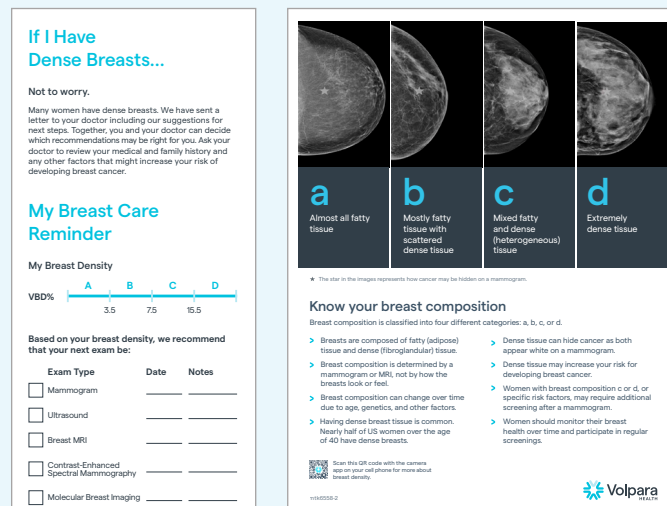 If I Have
Dense Breasts...
Not to worry.
Many women have dense breasts. We have sent a
letter to your doctor including our suggestions for
next steps. Together, you and your doctor can decide
which recommendations may be right for you. Ask your
doctor to review your medical and family history and
any other factors that might increase your risk of
developing breast cancer.
My Breast Care
Reminder
My Breast Density
A B C D
VBD%
3.5 7.5 15.5
Based on your breast density, we recommend
that your next exam be:
Exam Type Date Notes
Mammogram
Ultrasound
Breast MRI
Contrast-Enhanced
Spectral Mammography
Molecular Breast Imaging
a
Almost all fatty
tissue
b
Mostly fatty
tissue with
scattered
dense tissue
c
Mixed fatty
and dense
(heterogeneous)
tissue
d
Extremely
dense tissue
★ The star in the images represents how cancer may be hidden on a mammogram.
Know your breast composition
Breast composition is classified into four different categories: a, b, c, or d.
> Breasts are composed of fatty (adipose)
tissue and dense (fibroglandular) tissue.
> Breast composition is determined by a
mammogram or MRI, not by how the
breasts look or feel.
> Breast composition can change over time
due to age, genetics, and other factors.
> Having dense breast tissue is common.
Nearly half of US women over the age
of 40 have dense breasts.
> Dense tissue can hide cancer as both
appear white on a mammogram.
> Dense tissue may increase your risk for
developing breast cancer.
> Women with breast composition c or d, or
specific risk factors, may require additional
screening after a mammogram.
> Women should monitor their breast
health over time and participate in regular
screenings.
Scan this QR code with the camera
app on your cell phone for more about
breast density.
Volpara
HEALTH